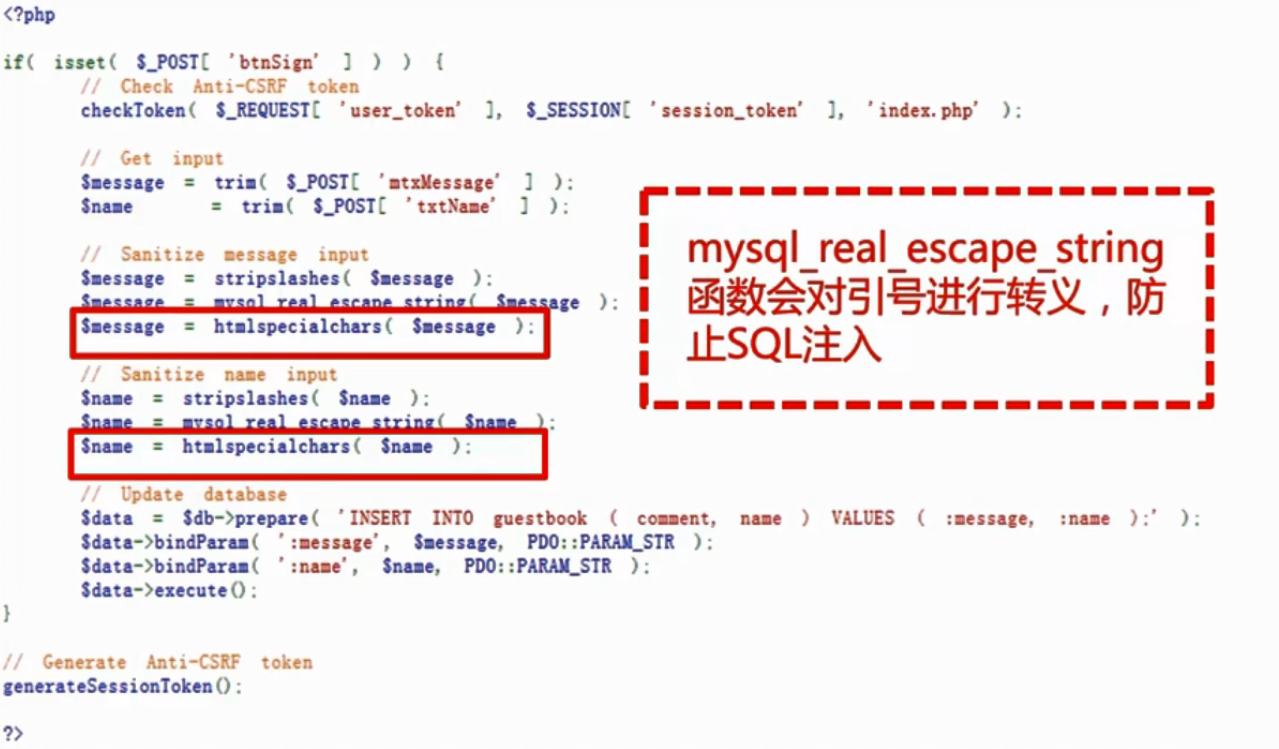 <?php
if( isset( $_POST[ 'btnSign' ] ) ) {
// Check Anti-CSRF token
checkToken( $_REQUEST[ 'user_token' ], $_SESSION[ 'session_token' ], 'index.php' );
// Get input
$message = trim( $_POST[ 'mtxMessage' ] );
$name = trim( $_POST[ 'txtName' ] );
// Sanitize message input
$message = stripslashes( $message );
$message = mysql_real_escape_string( $message );
$message = htmlspecialchars( $message );
// Sanitize name input
$name = stripslashes( $name );
$name = mysql_real_escape_string( $name );
$name = htmlspecialchars( $name );
// Update database
$data = $db->prepare( 'INSERT INTO guestbook ( comment, name ) VALUES ( :message, :name );' );
$data->bindParam( ':message', $message, PDO::PARAM_STR );
$data->bindParam( ':name', $name, PDO::PARAM_STR );
$data->execute();
}
// Generate Anti-CSRF token
generateSessionToken();
?>
mysql_real_escape_string
函数会对引号进行转义，防
止SQL注入